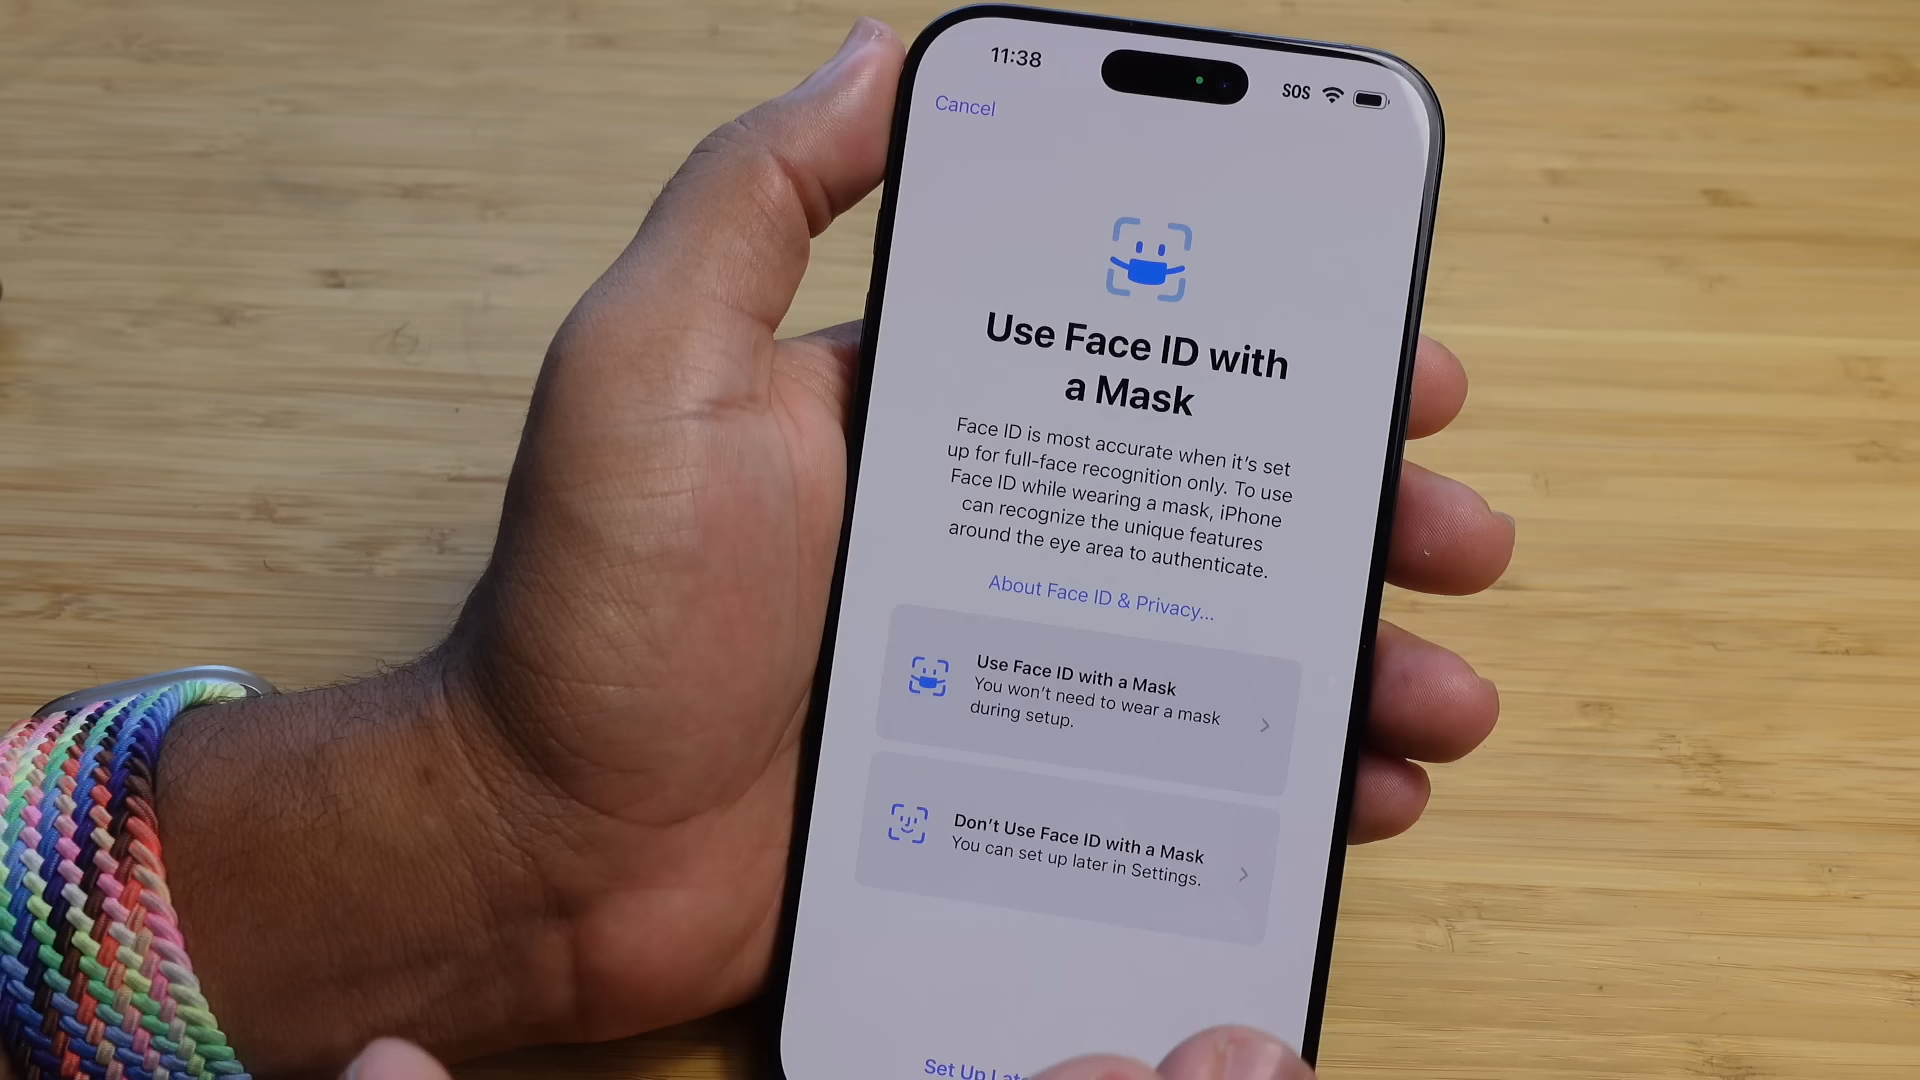 11:38
SOS
Cancel
Use Face ID with
a Mask
Face ID is most accurate when it's set
up for full-face recognition only. To use
Face ID while wearing a mask, iPhone
can recognize the unique features
around the eye area to authenticate.
About Face ID & Privacy...
Use Face ID with a Mask
You won't need to wear a mask
during setup.
Don't Use Face ID with a Mask
You can set up later in Settings.
Set Up